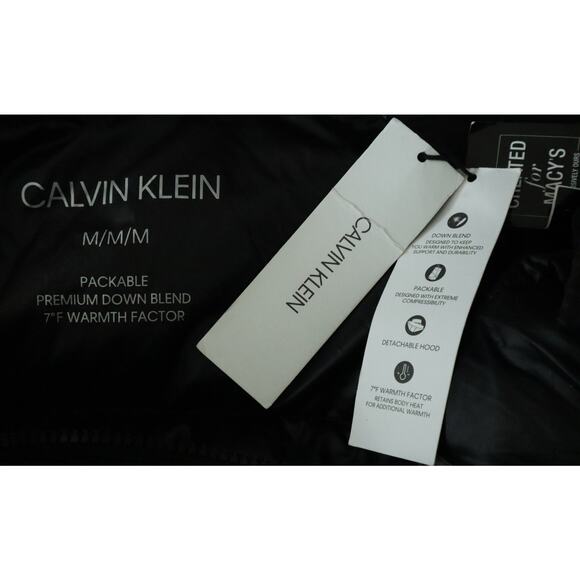 CALVIN KLEIN
M/M/M
PACKABLE
PREMIUM DOWN BLEND
7°F WARMTH FACTOR
CALVIN KLEIN
DOWN BLEND
DESIGNED TO KEEP
YOU WARM WITH ENHANCED
SUPPORT AND DURABILITY
PACKABLE
DESIGNED WITH EXTREME
COMPRESSIBILITY
DETACHABLE HOOD
7°F WARMTH FACTOR
RETAINS BODY HEAT
FOR ADDITIONAL WARMTH
for
MACY'S
OURS